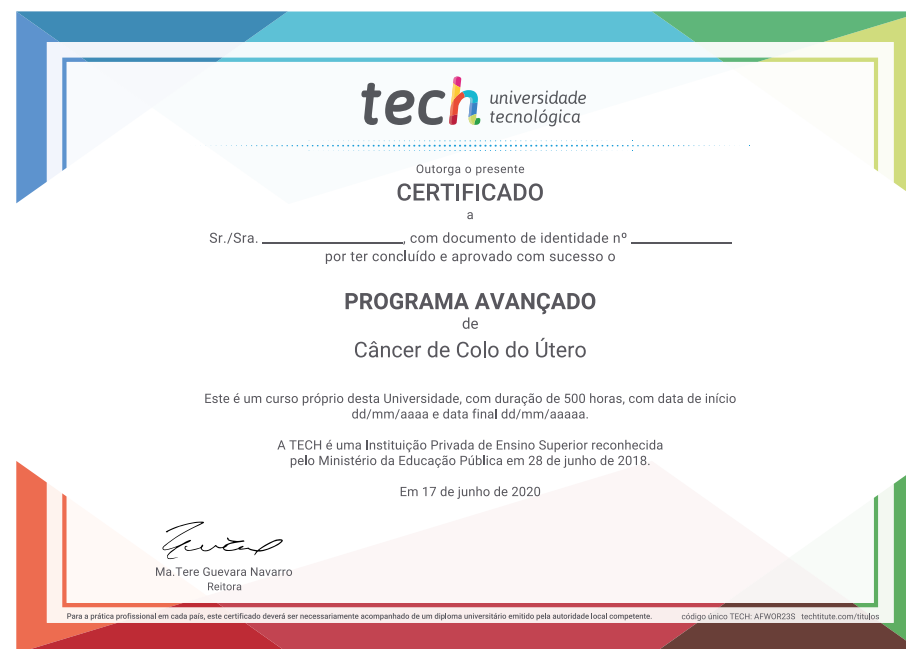 tech universidade
tecnológica
Outorga o presente
CERTIFICADO
a
Sr./Sra. ________________, com documento de identidade nº ____________
por ter concluído e aprovado com sucesso o
PROGRAMA AVANÇADO
de
Câncer de Colo do Útero
Este é um curso próprio desta Universidade, com duração de 500 horas, com data de início
dd/mm/aaaa e data final dd/mm/aaaaa.
A TECH é uma Instituição Privada de Ensino Superior reconhecida
pelo Ministério da Educação Pública em 28 de junho de 2018.
Em 17 de junho de 2020
Ma.Tere Guevara Navarro
Reitora
Para a prática profissional em cada país, este certificado deverá ser necessariamente acompanhado de um diploma universitário emitido pela autoridade local competente. código único TECH: AFWOR23S techtitute.com/titulos